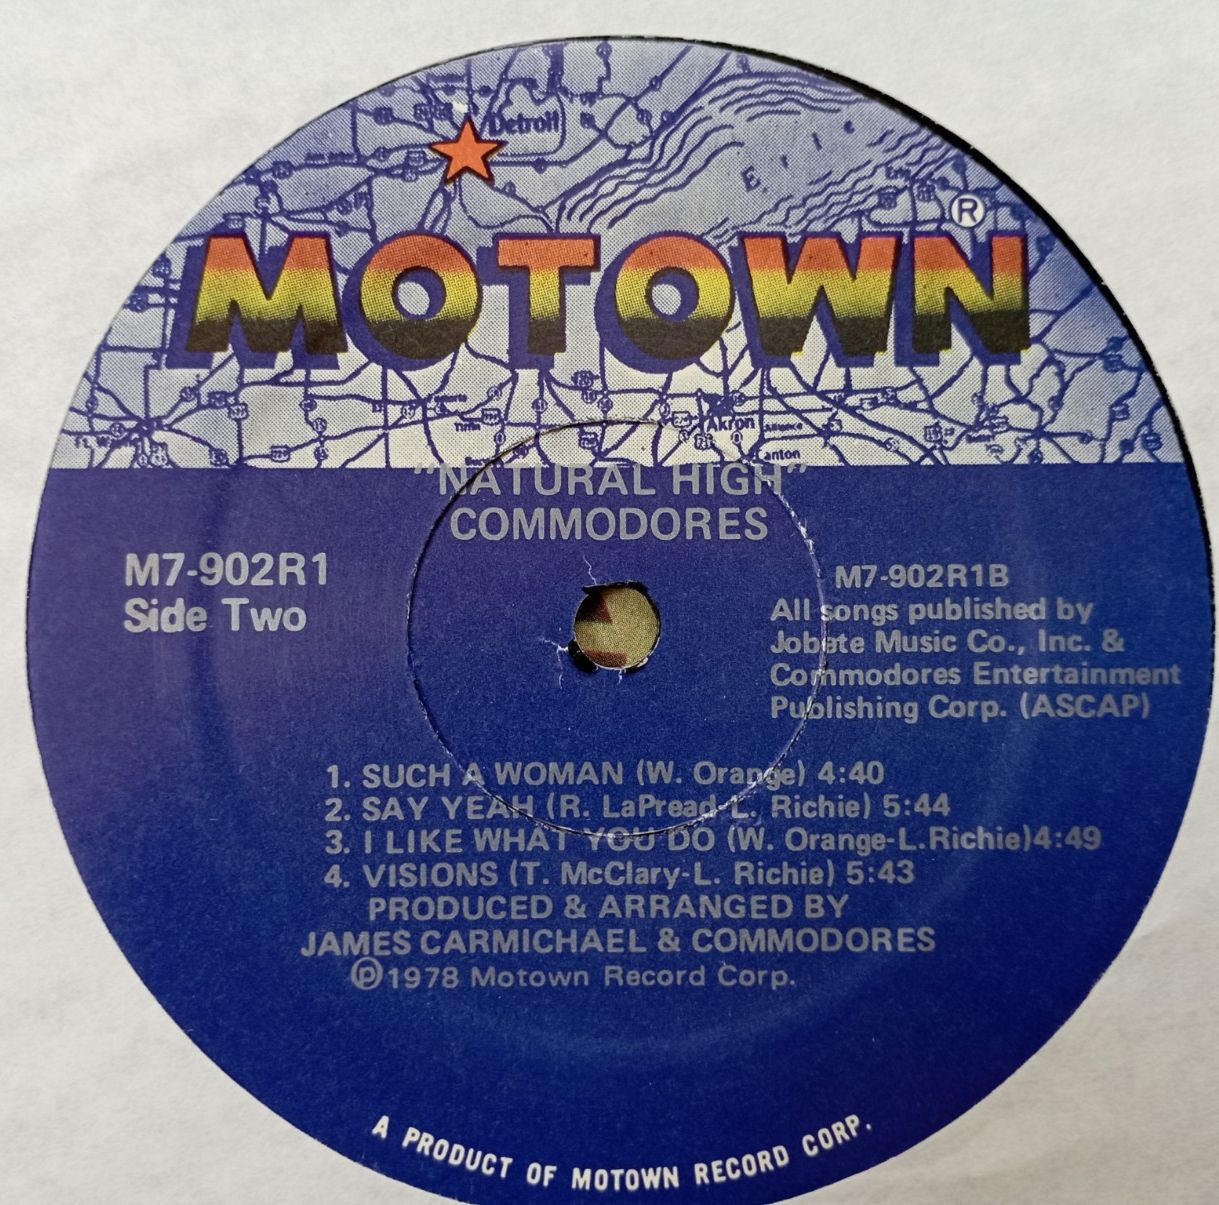 Detroit
Erie
®
MOTOWN
Tiffin
Akron
Alliance
Canton
"NATURAL HIGH"
COMMODORES
M7-902R1
Side Two
M7-902R1B
All songs published by
Jobete Music Co., Inc. &
Commodores Entertainment
Publishing Corp. (ASCAP)
1. SUCH A WOMAN (W. Orange) 4:40
2. SAY YEAH (R. LaPread-L. Richie) 5:44
3. I LIKE WHAT YOU DO (W. Orange-L.Richie)4:49
4. VISIONS (T. McClary-L. Richie) 5:43
PRODUCED & ARRANGED BY
JAMES CARMICHAEL & COMMODORES
℗1978 Motown Record Corp.
A PRODUCT OF MOTOWN RECORD CORP.